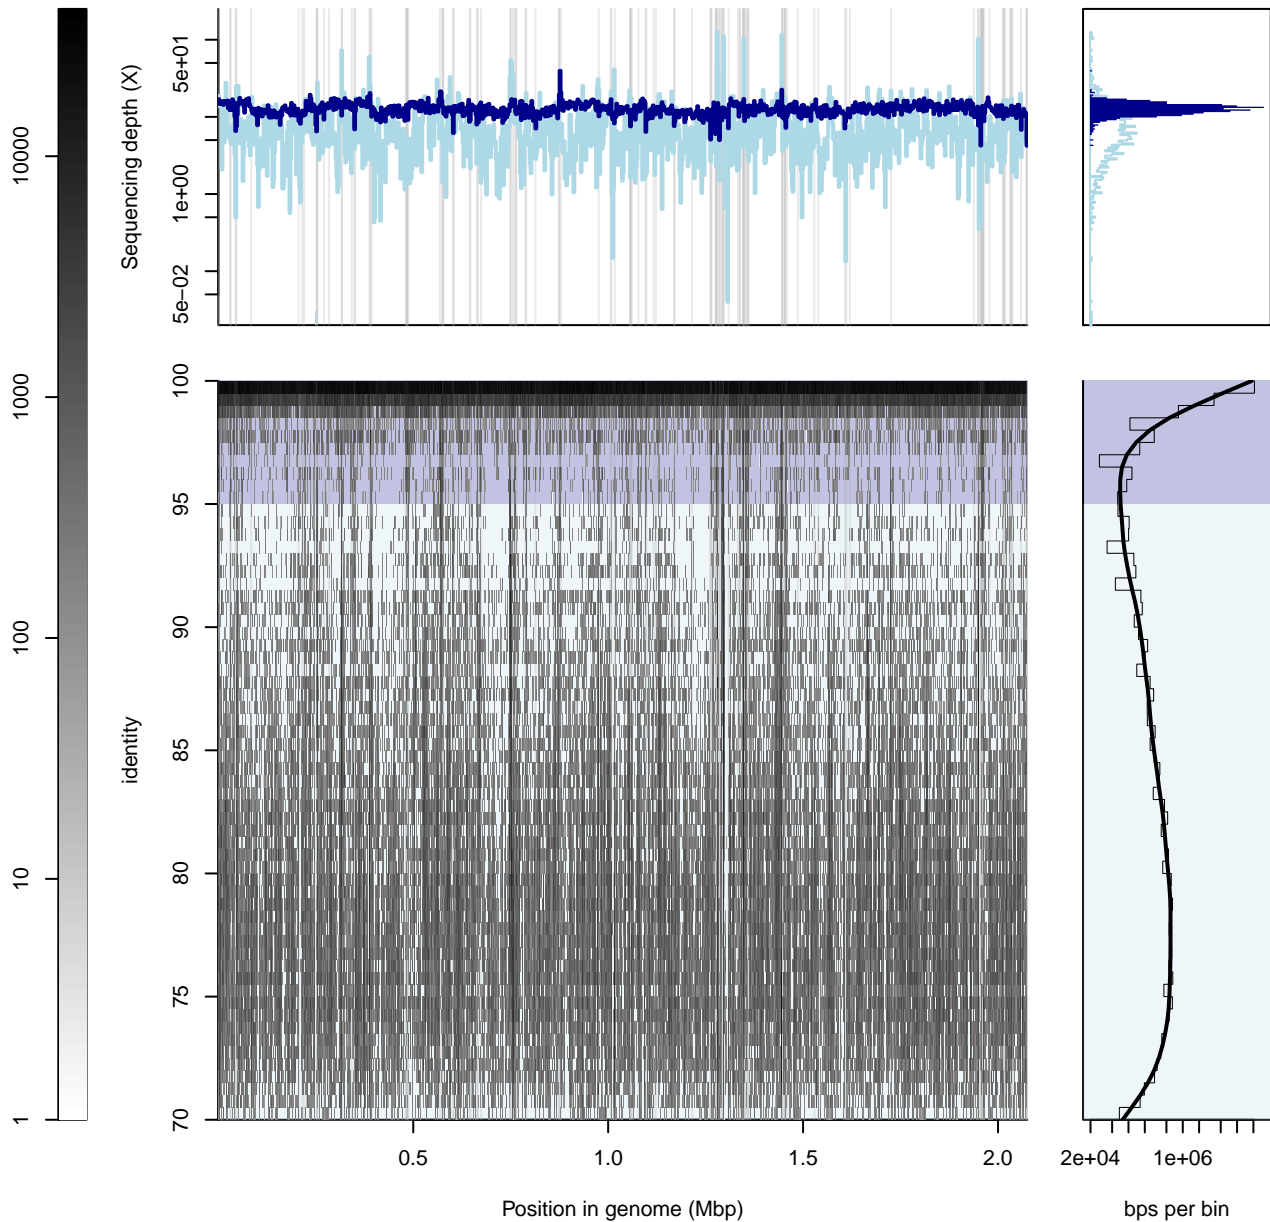 10000
1000
100
10
1
Sequencing depth (X)
5e+01
1e+00
5e-02
identity
100
95
90
85
80
75
70
0.5 1.0 1.5 2.0
Position in genome (Mbp)
2e+04 1e+06
bps per bin